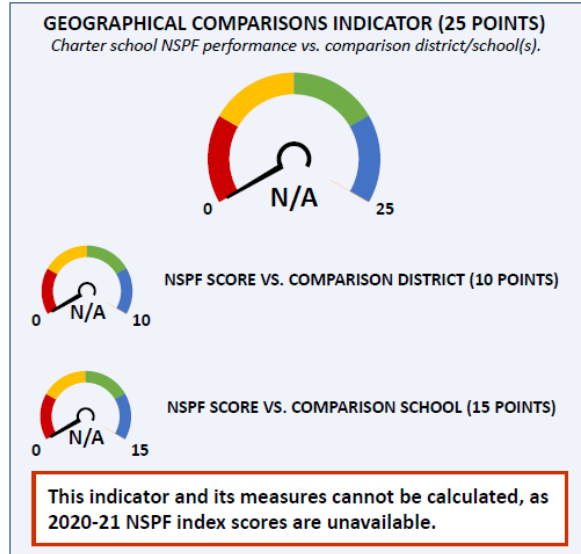 GEOGRAPHICAL COMPARISONS INDICATOR (25 POINTS)
Charter school NSPF performance vs. comparison district/school(s).
N/A
0
25
NSPF SCORE VS. COMPARISON DISTRICT (10 POINTS)
N/A
0
10
NSPF SCORE VS. COMPARISON SCHOOL (15 POINTS)
N/A
0
15
This indicator and its measures cannot be calculated, as
2020-21 NSPF index scores are unavailable.